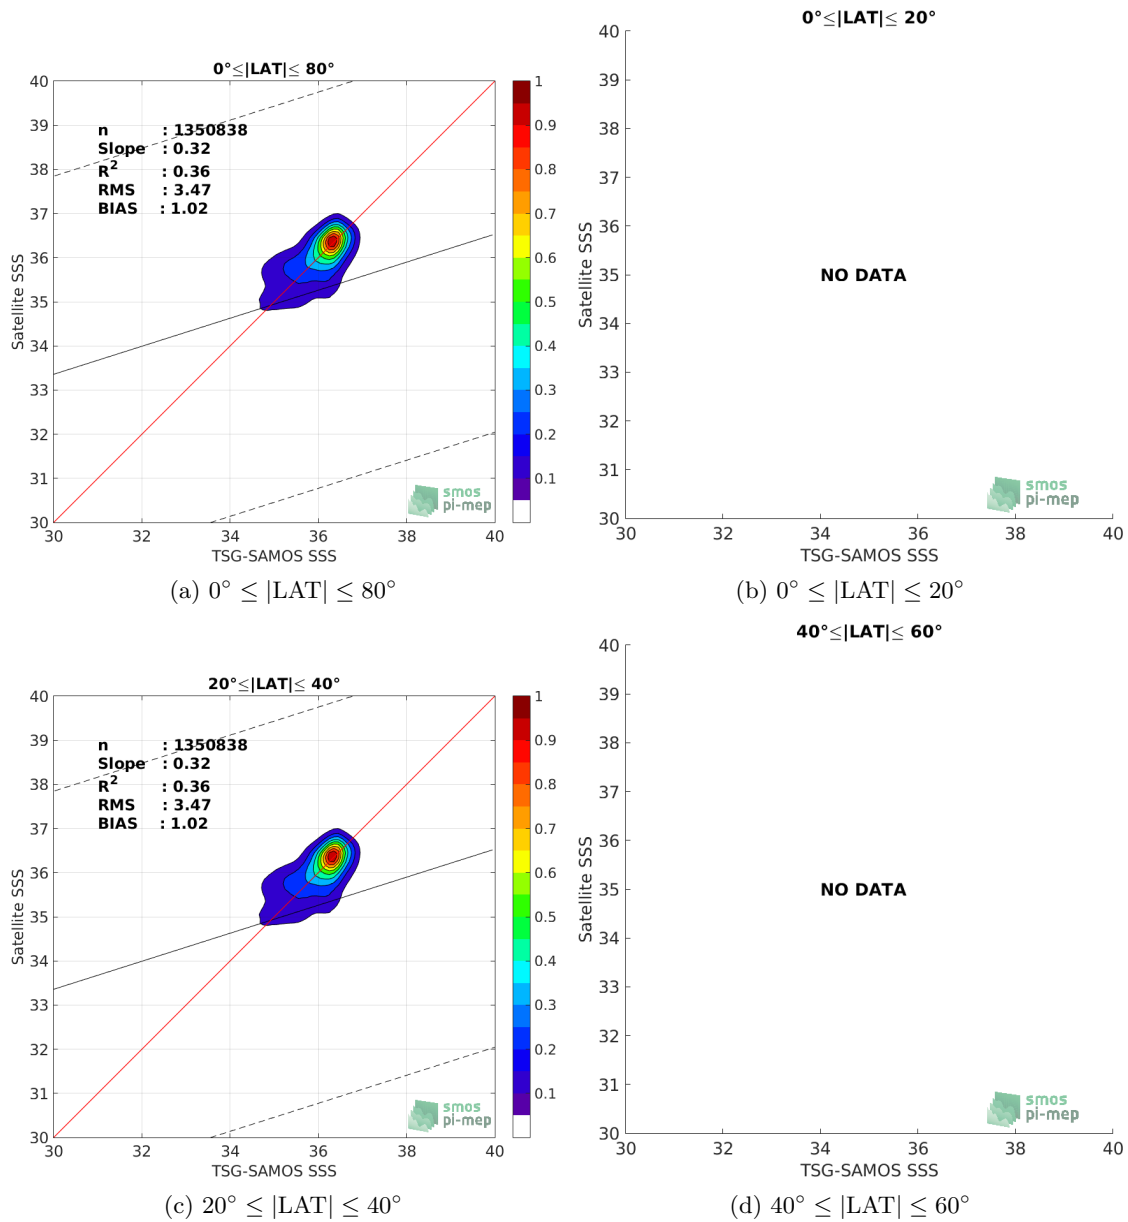 0°≤|LAT|≤ 80°
40
39
38
37
36
35
34
33
32
31
30
Satellite SSS
n : 1350838
Slope : 0.32
R² : 0.36
RMS : 3.47
BIAS : 1.02
1
0.9
0.8
0.7
0.6
0.5
0.4
0.3
0.2
0.1
smos
pi-mep
30 32 34 36 38 40
TSG-SAMOS SSS
(a) 0° ≤ |LAT| ≤ 80°
0°≤|LAT|≤ 20°
40
39
38
37
36
35
34
33
32
31
30
Satellite SSS
NO DATA
smos
pi-mep
30 32 34 36 38 40
TSG-SAMOS SSS
(b) 0° ≤ |LAT| ≤ 20°
20°≤|LAT|≤ 40°
40
39
38
37
36
35
34
33
32
31
30
Satellite SSS
n : 1350838
Slope : 0.32
R² : 0.36
RMS : 3.47
BIAS : 1.02
1
0.9
0.8
0.7
0.6
0.5
0.4
0.3
0.2
0.1
smos
pi-mep
30 32 34 36 38 40
TSG-SAMOS SSS
(c) 20° ≤ |LAT| ≤ 40°
40°≤|LAT|≤ 60°
40
39
38
37
36
35
34
33
32
31
30
Satellite SSS
NO DATA
smos
pi-mep
30 32 34 36 38 40
TSG-SAMOS SSS
(d) 40° ≤ |LAT| ≤ 60°